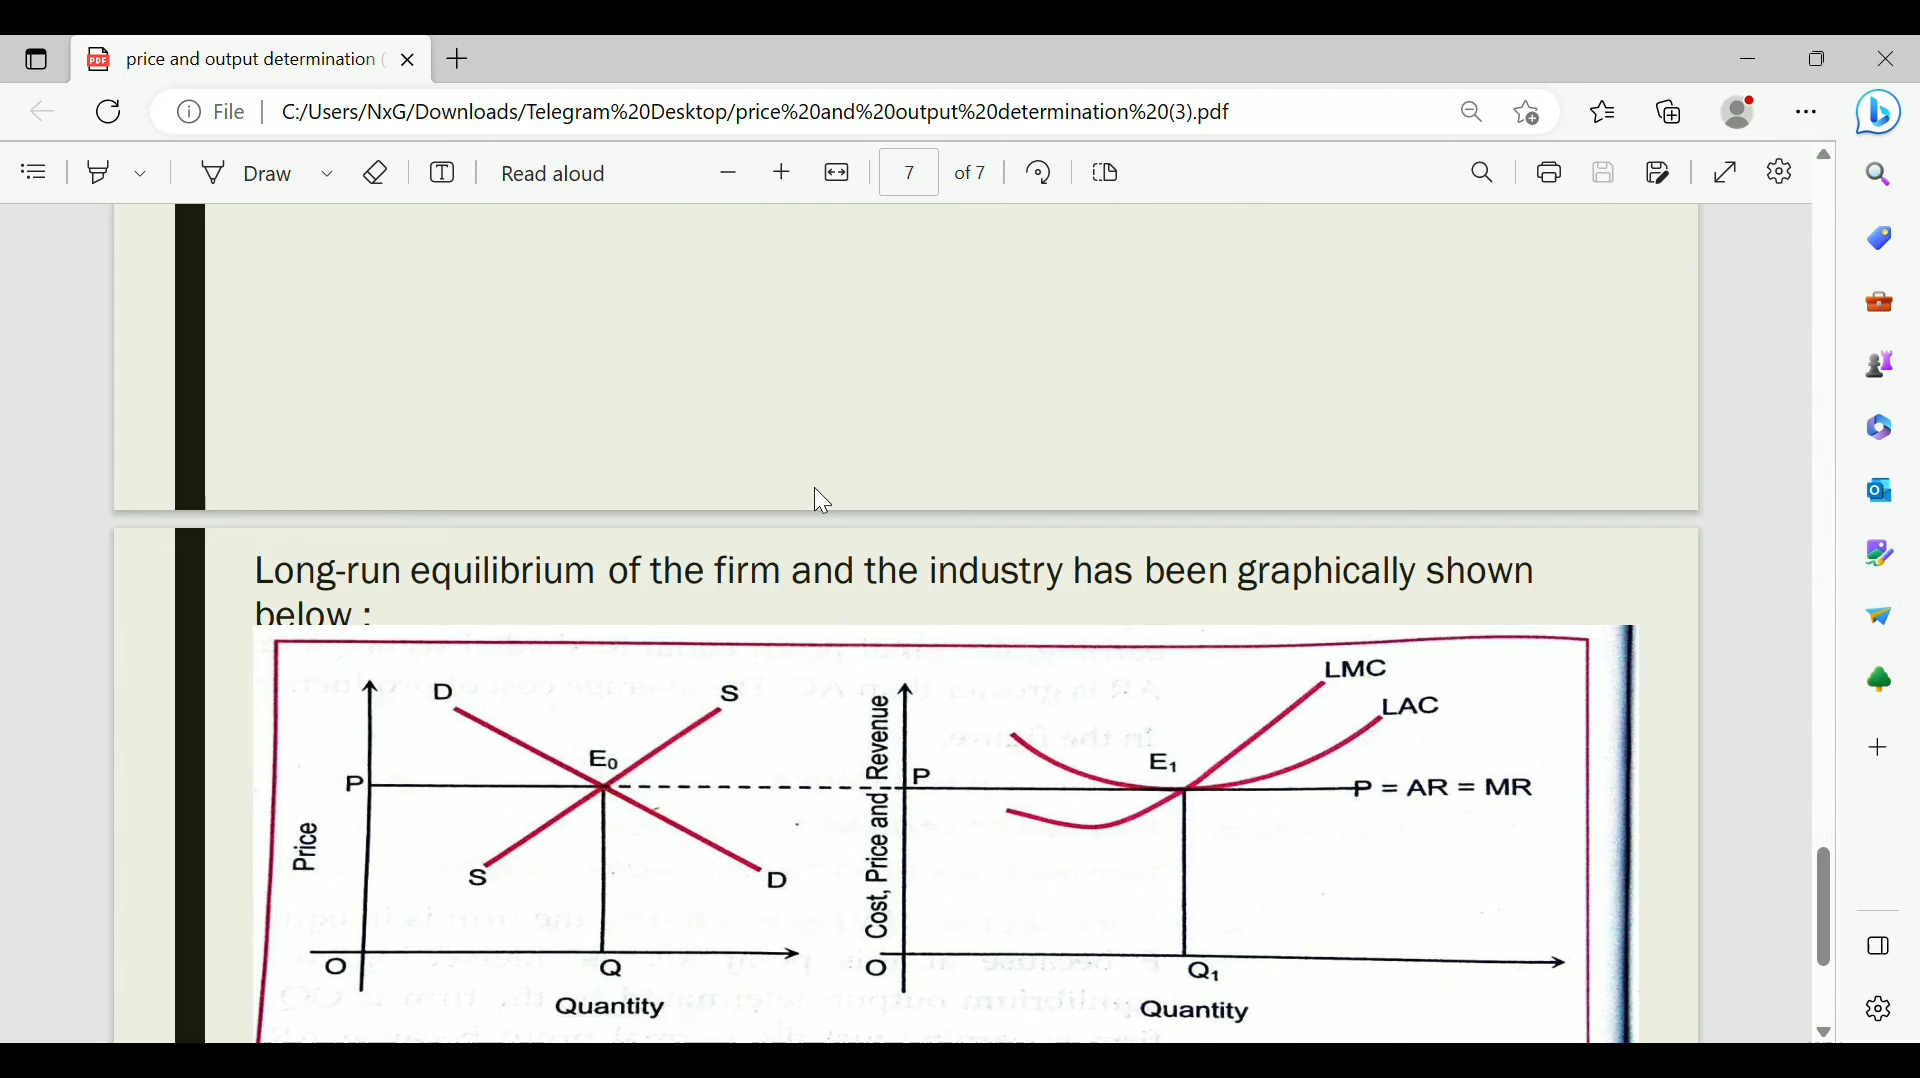 price and output determination (
File
C:/Users/NxG/Downloads/Telegram%20Desktop/price%20and%20output%20determination%20(3).pdf
Draw
Read aloud
7
of 7
Long-run equilibrium of the firm and the industry has been graphically shown
below :
D
S
E0
P
S
D
O
Q
Price
Quantity
LMC
LAC
E1
P
P = AR = MR
Cost, Price and Revenue
O
Q1
Quantity